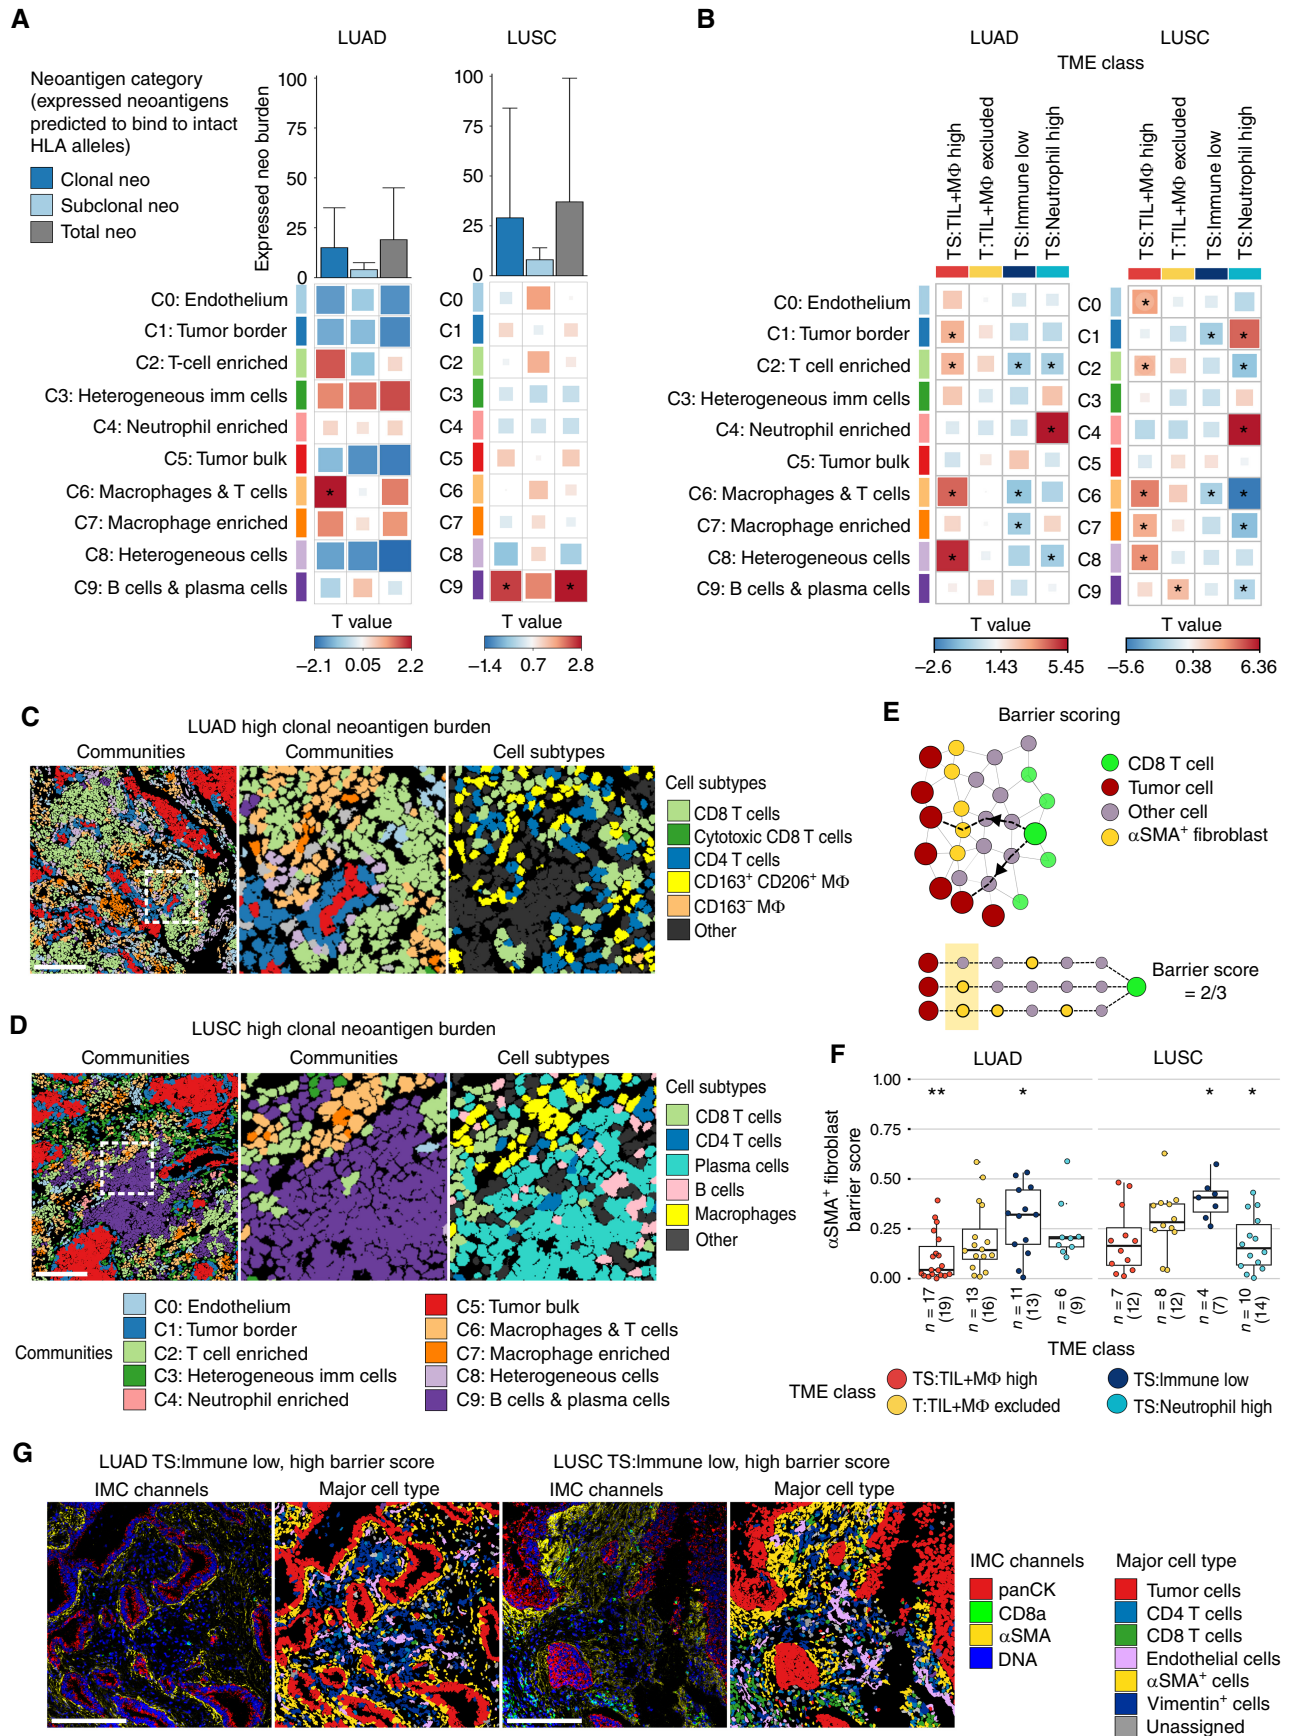 A
LUAD
LUSC
Neoantigen category
(expressed neoantigens
predicted to bind to intact
HLA alleles)
Clonal neo
Subclonal neo
Total neo
Expressed neo burden
100
75
50
25
0
100
75
50
25
0
C0: Endothelium
C1: Tumor border
C2: T-cell enriched
C3: Heterogeneous imm cells
C4: Neutrophil enriched
C5: Tumor bulk
C6: Macrophages & T cells
C7: Macrophage enriched
C8: Heterogeneous cells
C9: B cells & plasma cells
*
C0
C1
C2
C3
C4
C5
C6
C7
C8
C9
* *
T value
−2.1 0.05 2.2
T value
−1.4 0.7 2.8
B
LUAD
LUSC
TME class
TS:TIL+MΦ high
T:TIL+MΦ excluded
TS:Immune low
TS:Neutrophil high
TS:TIL+MΦ high
T:TIL+MΦ excluded
TS:Immune low
TS:Neutrophil high
C0: Endothelium
C1: Tumor border
C2: T cell enriched
C3: Heterogeneous imm cells
C4: Neutrophil enriched
C5: Tumor bulk
C6: Macrophages & T cells
C7: Macrophage enriched
C8: Heterogeneous cells
C9: B cells & plasma cells
*
* * *
*
* *
*
* *
C0
C1
C2
C3
C4
C5
C6
C7
C8
C9
*
* *
* *
*
* * *
* *
*
* *
T value
−2.6 1.43 5.45
T value
−5.6 0.38 6.36
C
LUAD high clonal neoantigen burden
Communities
Communities
Cell subtypes
Cell subtypes
CD8 T cells
Cytotoxic CD8 T cells
CD4 T cells
CD163+ CD206+ MΦ
CD163− MΦ
Other
D
LUSC high clonal neoantigen burden
Communities
Communities
Cell subtypes
Cell subtypes
CD8 T cells
CD4 T cells
Plasma cells
B cells
Macrophages
Other
Communities
C0: Endothelium
C1: Tumor border
C2: T cell enriched
C3: Heterogeneous imm cells
C4: Neutrophil enriched
C5: Tumor bulk
C6: Macrophages & T cells
C7: Macrophage enriched
C8: Heterogeneous cells
C9: B cells & plasma cells
E
Barrier scoring
CD8 T cell
Tumor cell
Other cell
αSMA+ fibroblast
Barrier score
= 2/3
F
LUAD
LUSC
αSMA+ fibroblast
barrier score
1.00
0.75
0.50
0.25
0.00
** * * *
n = 17
(19)
n = 13
(16)
n = 11
(13)
n = 6
(9)
n = 7
(12)
n = 8
(12)
n = 4
(7)
n = 10
(14)
TME class
TME class
TS:TIL+MΦ high
T:TIL+MΦ excluded
TS:Immune low
TS:Neutrophil high
G
LUAD TS:Immune low, high barrier score
LUSC TS:Immune low, high barrier score
IMC channels
Major cell type
IMC channels
Major cell type
IMC channels
panCK
CD8a
αSMA
DNA
Major cell type
Tumor cells
CD4 T cells
CD8 T cells
Endothelial cells
αSMA+ cells
Vimentin+ cells
Unassigned